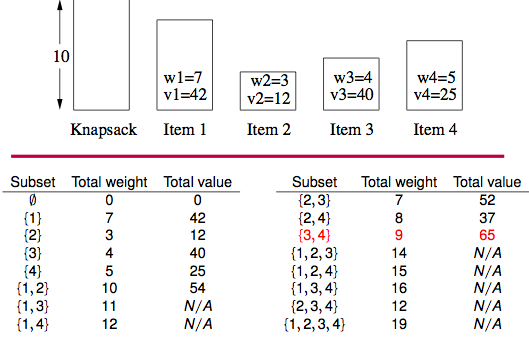 10
w1=7
v1=42
w2=3
v2=12
w3=4
v3=40
w4=5
v4=25
Knapsack Item 1 Item 2 Item 3 Item 4
Subset Total weight Total value
∅ 0 0
{1} 7 42
{2} 3 12
{3} 4 40
{4} 5 25
{1, 2} 10 54
{1, 3} 11 N/A
{1, 4} 12 N/A
Subset Total weight Total value
{2, 3} 7 52
{2, 4} 8 37
{3, 4} 9 65
{1, 2, 3} 14 N/A
{1, 2, 4} 15 N/A
{1, 3, 4} 16 N/A
{2, 3, 4} 12 N/A
{1, 2, 3, 4} 19 N/A